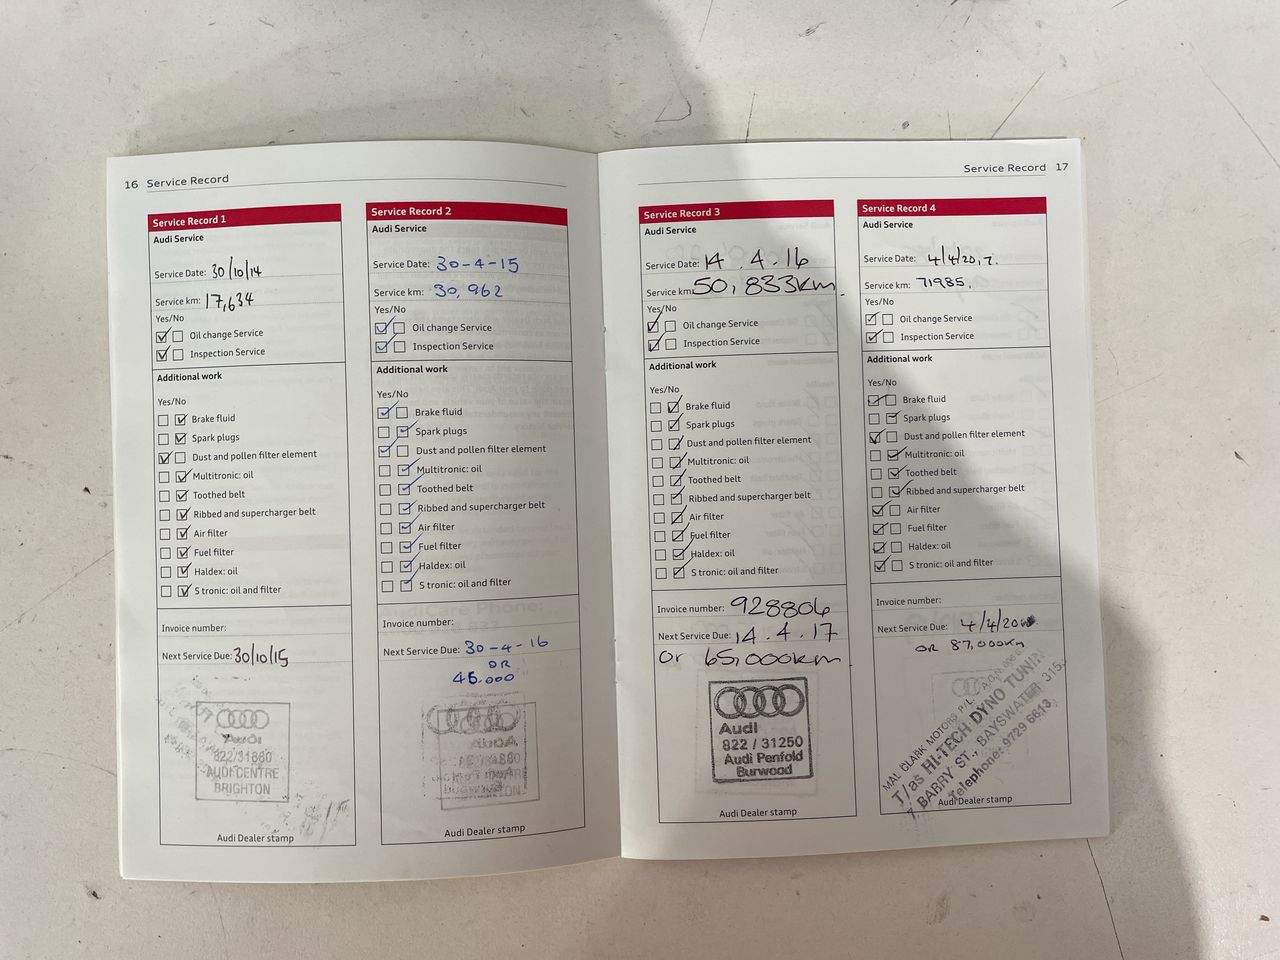 16 Service Record
Service Record 1
Audi Service
Service Date: 30/10/14
Service km: 17,634
Yes/No
Oil change Service
Inspection Service
Additional work
Yes/No
Brake fluid
Spark plugs
Dust and pollen filter element
Multitronic: oil
Toothed belt
Ribbed and supercharger belt
Air filter
Fuel filter
Haldex: oil
S tronic: oil and filter
Invoice number:
Next Service Due: 30/10/15
Audi
822/31880
AUDI CENTRE
BRIGHTON
Audi Dealer stamp
Service Record 2
Audi Service
Service Date: 30-4-15
Service km: 30,962
Yes/No
Oil change Service
Inspection Service
Additional work
Yes/No
Brake fluid
Spark plugs
Dust and pollen filter element
Multitronic: oil
Toothed belt
Ribbed and supercharger belt
Air filter
Fuel filter
Haldex: oil
S tronic: oil and filter
Invoice number:
Next Service Due: 30-4-16
OR
46.000
Audi Dealer stamp
Service Record 17
Service Record 3
Audi Service
Service Date: 14.4.16
Service km: 50,833km.
Yes/No
Oil change Service
Inspection Service
Additional work
Yes/No
Brake fluid
Spark plugs
Dust and pollen filter element
Multitronic: oil
Toothed belt
Ribbed and supercharger belt
Air filter
Fuel filter
Haldex: oil
S tronic: oil and filter
Invoice number: 928806
Next Service Due: 14.4.17
Or 65,000km.
Audi
822 / 31250
Audi Penfold
Burwood
Audi Dealer stamp
Service Record 4
Audi Service
Service Date: 4/4/2017.
Service km: 71985.
Yes/No
Oil change Service
Inspection Service
Additional work
Yes/No
Brake fluid
Spark plugs
Dust and pollen filter element
Multitronic: oil
Toothed belt
Ribbed and supercharger belt
Air filter
Fuel filter
Haldex: oil
S tronic: oil and filter
Invoice number:
Next Service Due: 4/4/20
OR 87,000Km
MAL CLARK MOTORS P/L
T/as HI-TECH DYNO TUNIN
7 BARRY ST., BAYSWATER 315
Telephone: 9729 6613
Audi Dealer stamp